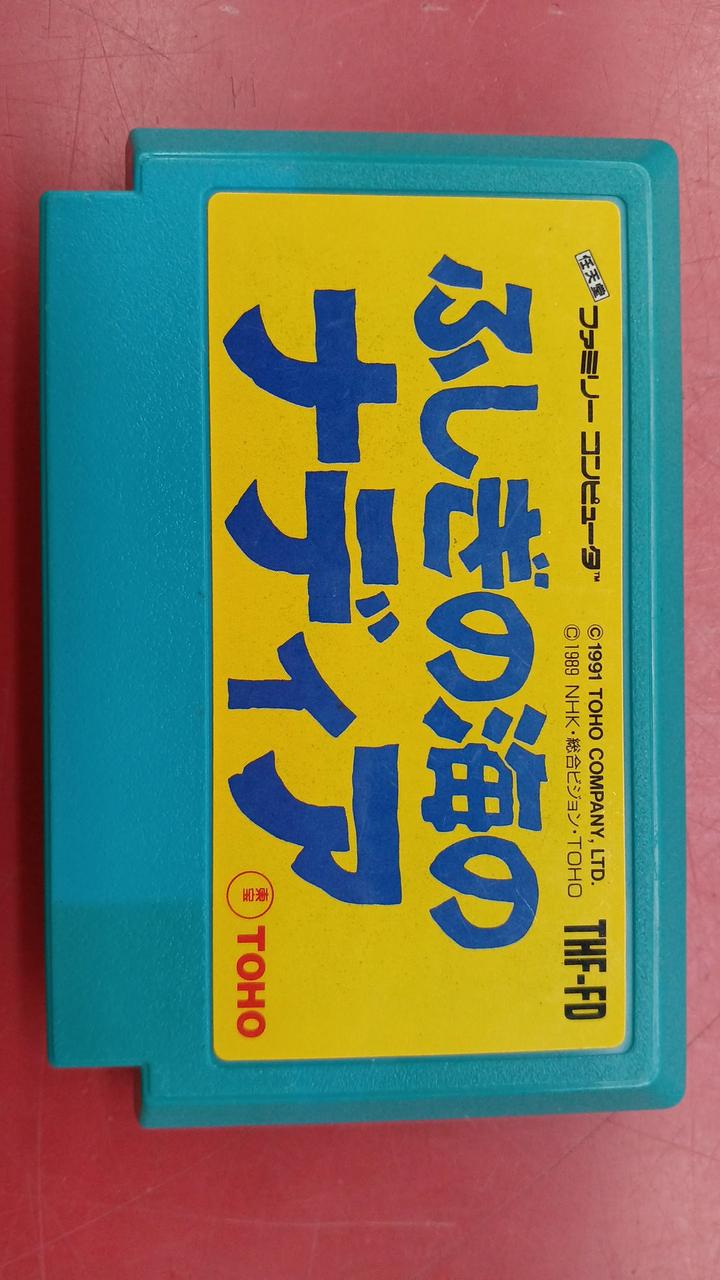 任天堂
ファミリー コンピュータ™
©1991 TOHO COMPANY, LTD.
©1989 NHK・総合ビジョン・TOHO
THF-FD
ふしぎの海の
ナディア
東宝
TOHO